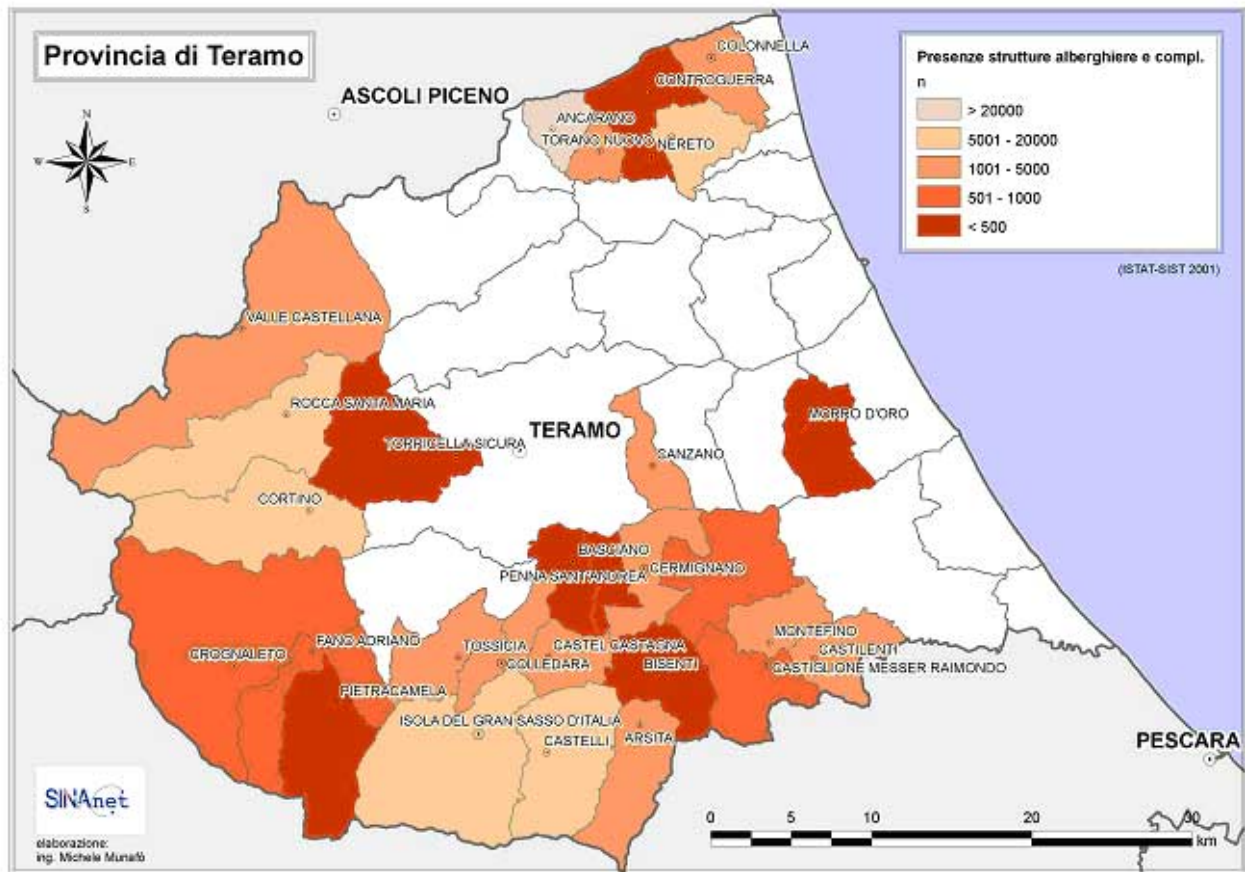 Provincia di Teramo
COLONNELLA
Presenze strutture alberghiere e compl.
n
> 20000
5001 - 20000
1001 - 5000
501 - 1000
< 500
(ISTAT-SIST 2001)
CONTROGUERRA
ASCOLI PICENO
N
W E
S
ANCARANO
TORANO NUOVO
NERETO
VALLE CASTELLANA
ROCCA SANTA MARIA
MORRO D'ORO
TERAMO
TORRICELLA SICURA
SANZANO
CORTINO
BASCIANO
CERMIGNANO
PENNA SANT'ANDREA
MONTEFINO
FANO ADRIANO
TOSSICIA
CASTEL CASTAGNA
CASTILENTI
CROGNALETO
COLLEDARA
BISENTI
CASTIGLIONE MESSER RAIMONDO
PIETRACAMELA
ISOLA DEL GRAN SASSO D'ITALIA
ARSITA
CASTELLI
PESCARA
SINAnet
elaborazione:
ing. Michele Munafò
0 5 10 20 30
km